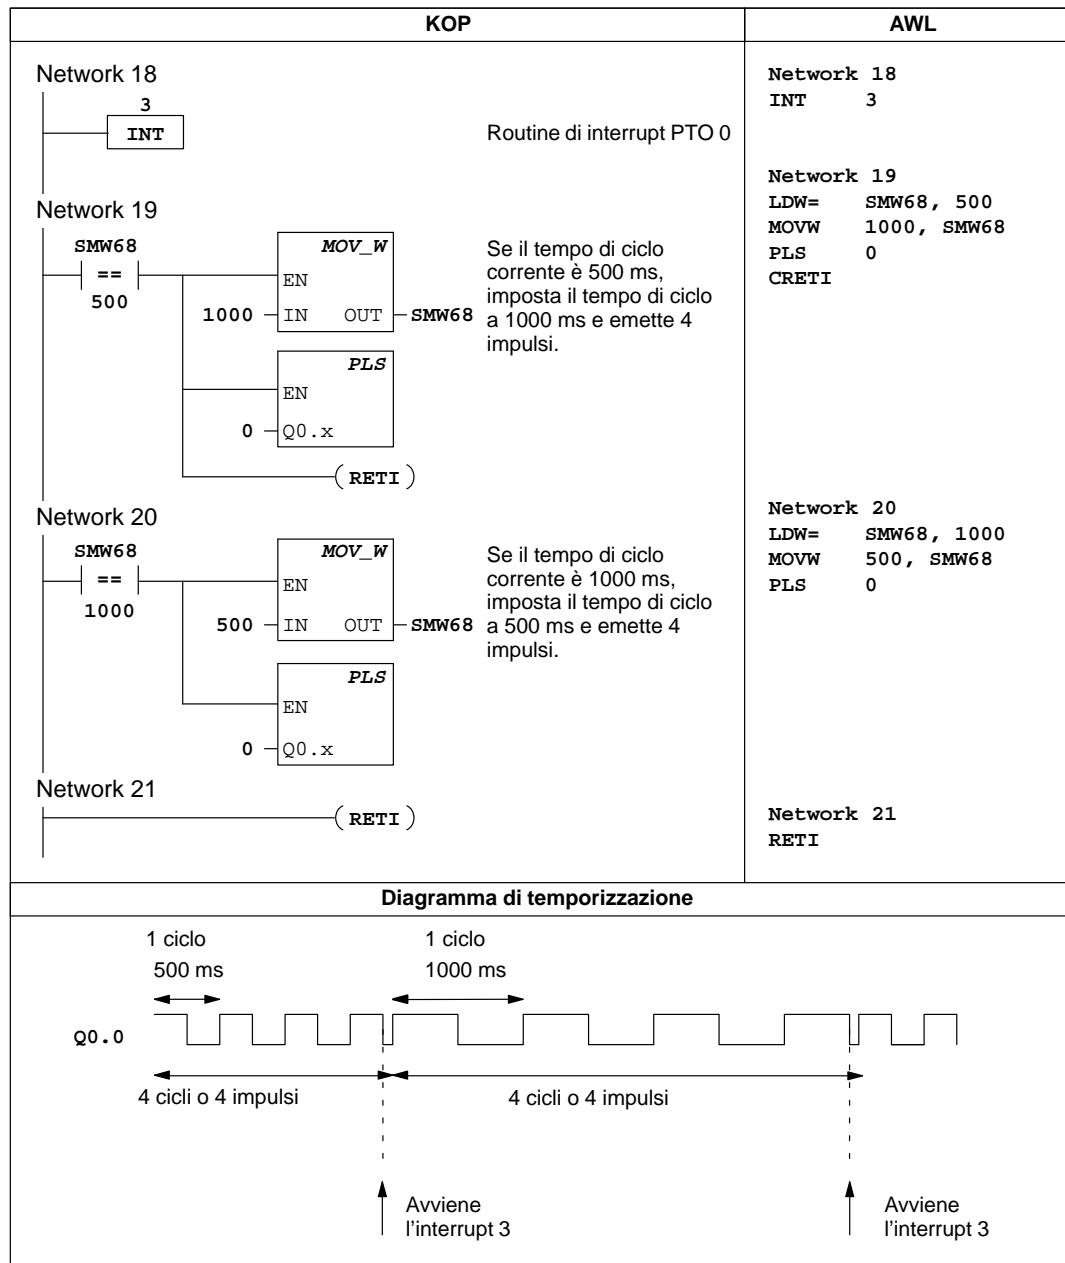 KOP
AWL
Network 18
3
INT
Routine di interrupt PTO 0
Network 19
SMW68
==
500
MOV_W
EN
1000
IN OUT
SMW68
PLS
EN
0
Q0.x
RETI
Se il tempo di ciclo
corrente è 500 ms,
imposta il tempo di ciclo
a 1000 ms e emette 4
impulsi.
Network 20
SMW68
==
1000
MOV_W
EN
500
IN OUT
SMW68
PLS
EN
0
Q0.x
Se il tempo di ciclo
corrente è 1000 ms,
imposta il tempo di ciclo
a 500 ms e emette 4
impulsi.
Network 21
RETI
Network 18
INT 3
Network 19
LDW= SMW68, 500
MOVW 1000, SMW68
PLS 0
CRETI
Network 20
LDW= SMW68, 1000
MOVW 500, SMW68
PLS 0
Network 21
RETI
Diagramma di temporizzazione
1 ciclo
500 ms
1 ciclo
1000 ms
Q0.0
4 cicli o 4 impulsi
4 cicli o 4 impulsi
Avviene
l'interrupt 3
Avviene
l'interrupt 3